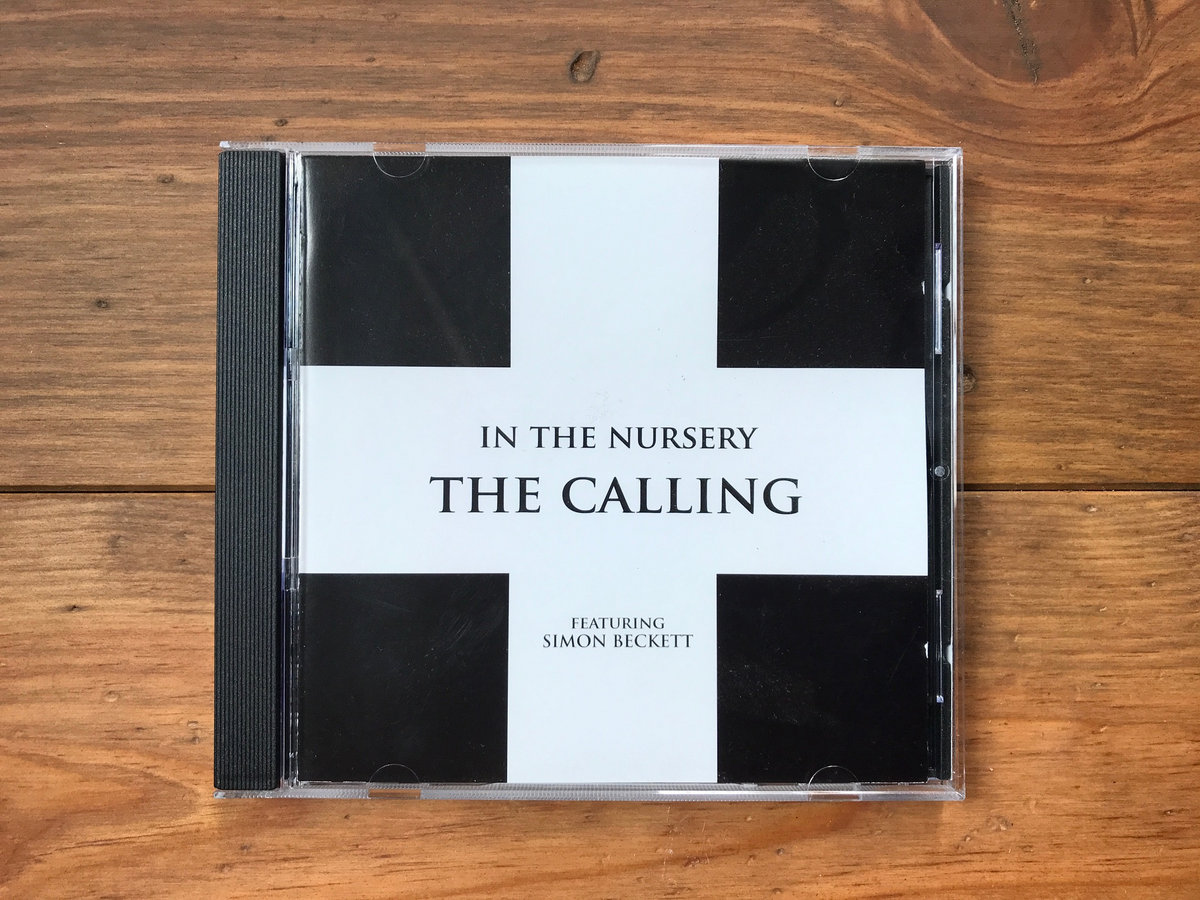 IN THE NURSERY
THE CALLING
FEATURING
SIMON BECKETT